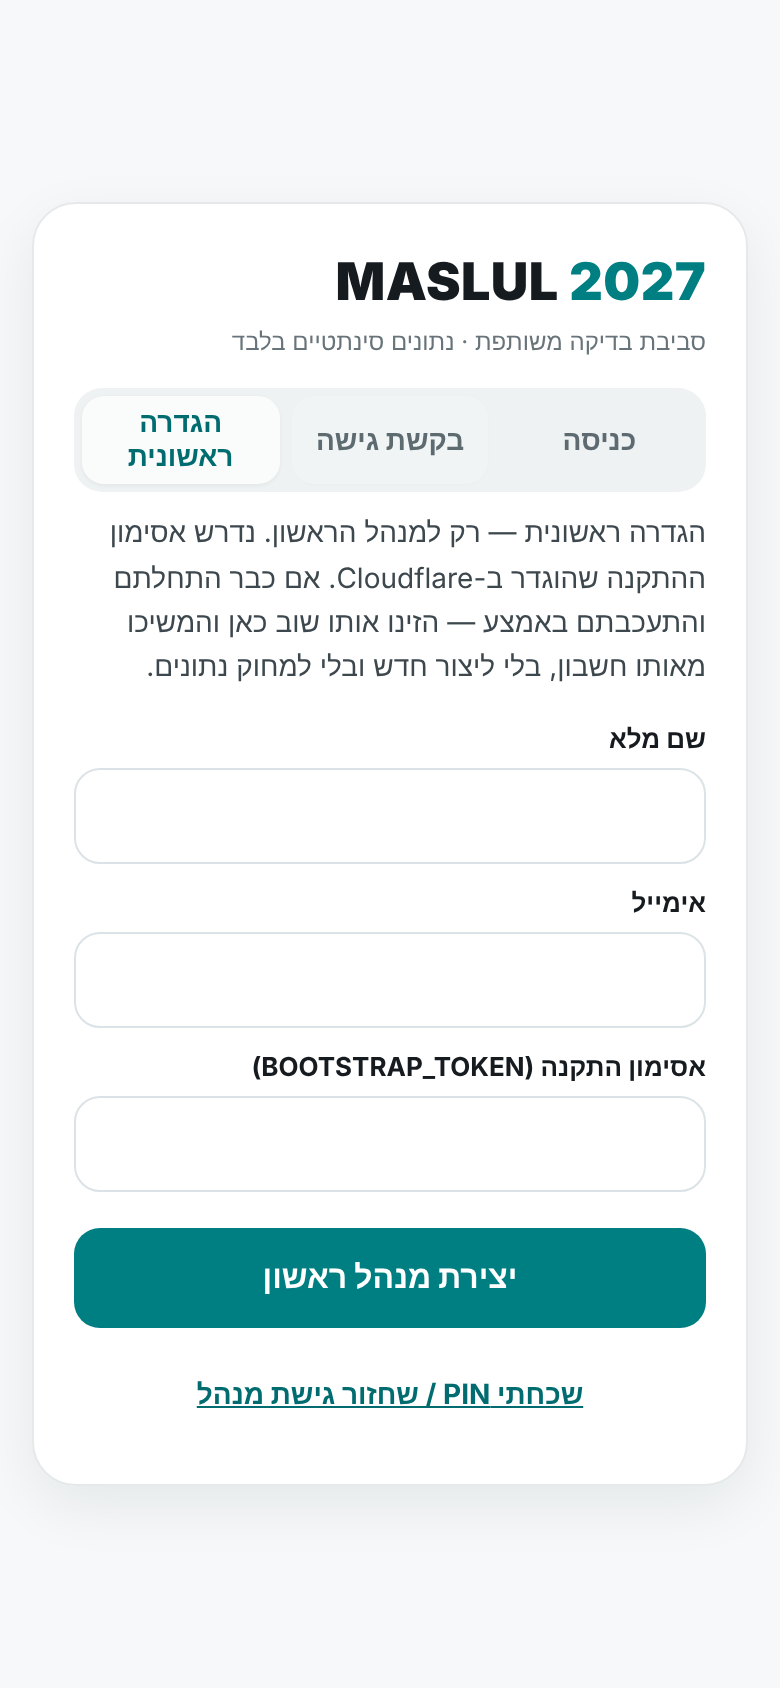 MASLUL 2027
סביבת בדיקה משותפת · נתונים סינתטיים בלבד
כניסה
בקשת גישה
הגדרה
ראשונית
הגדרה ראשונית — רק למנהל הראשון. נדרש אסימון
ההתקנה שהוגדר ב-Cloudflare. אם כבר התחלתם
והתעכבתם באמצע — הזינו אותו שוב כאן והמשיכו
מאותו חשבון, בלי ליצור חדש ובלי למחוק נתונים.
שם מלא
אימייל
אסימון התקנה (BOOTSTRAP_TOKEN)
יצירת מנהל ראשון
שכחתי PIN / שחזור גישת מנהל